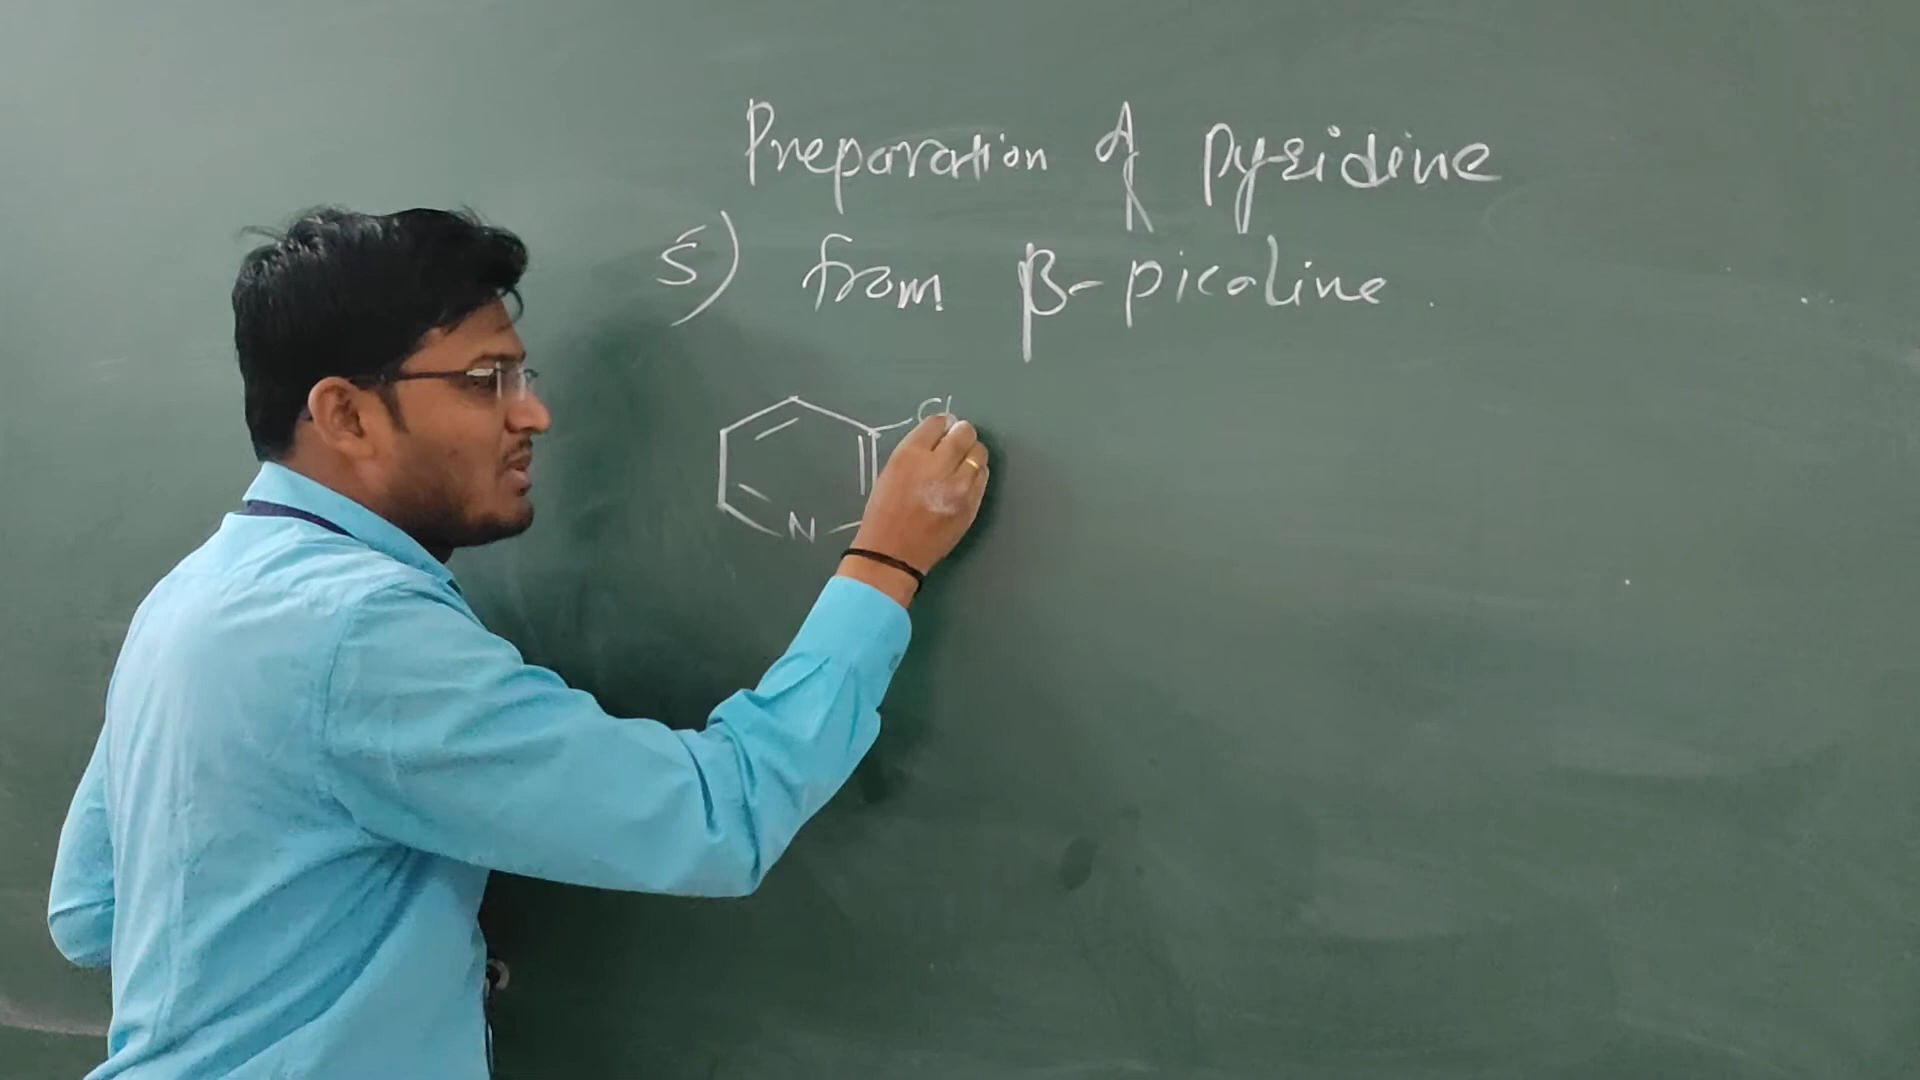 Preparation of pyridine
5) from β-picoline
N